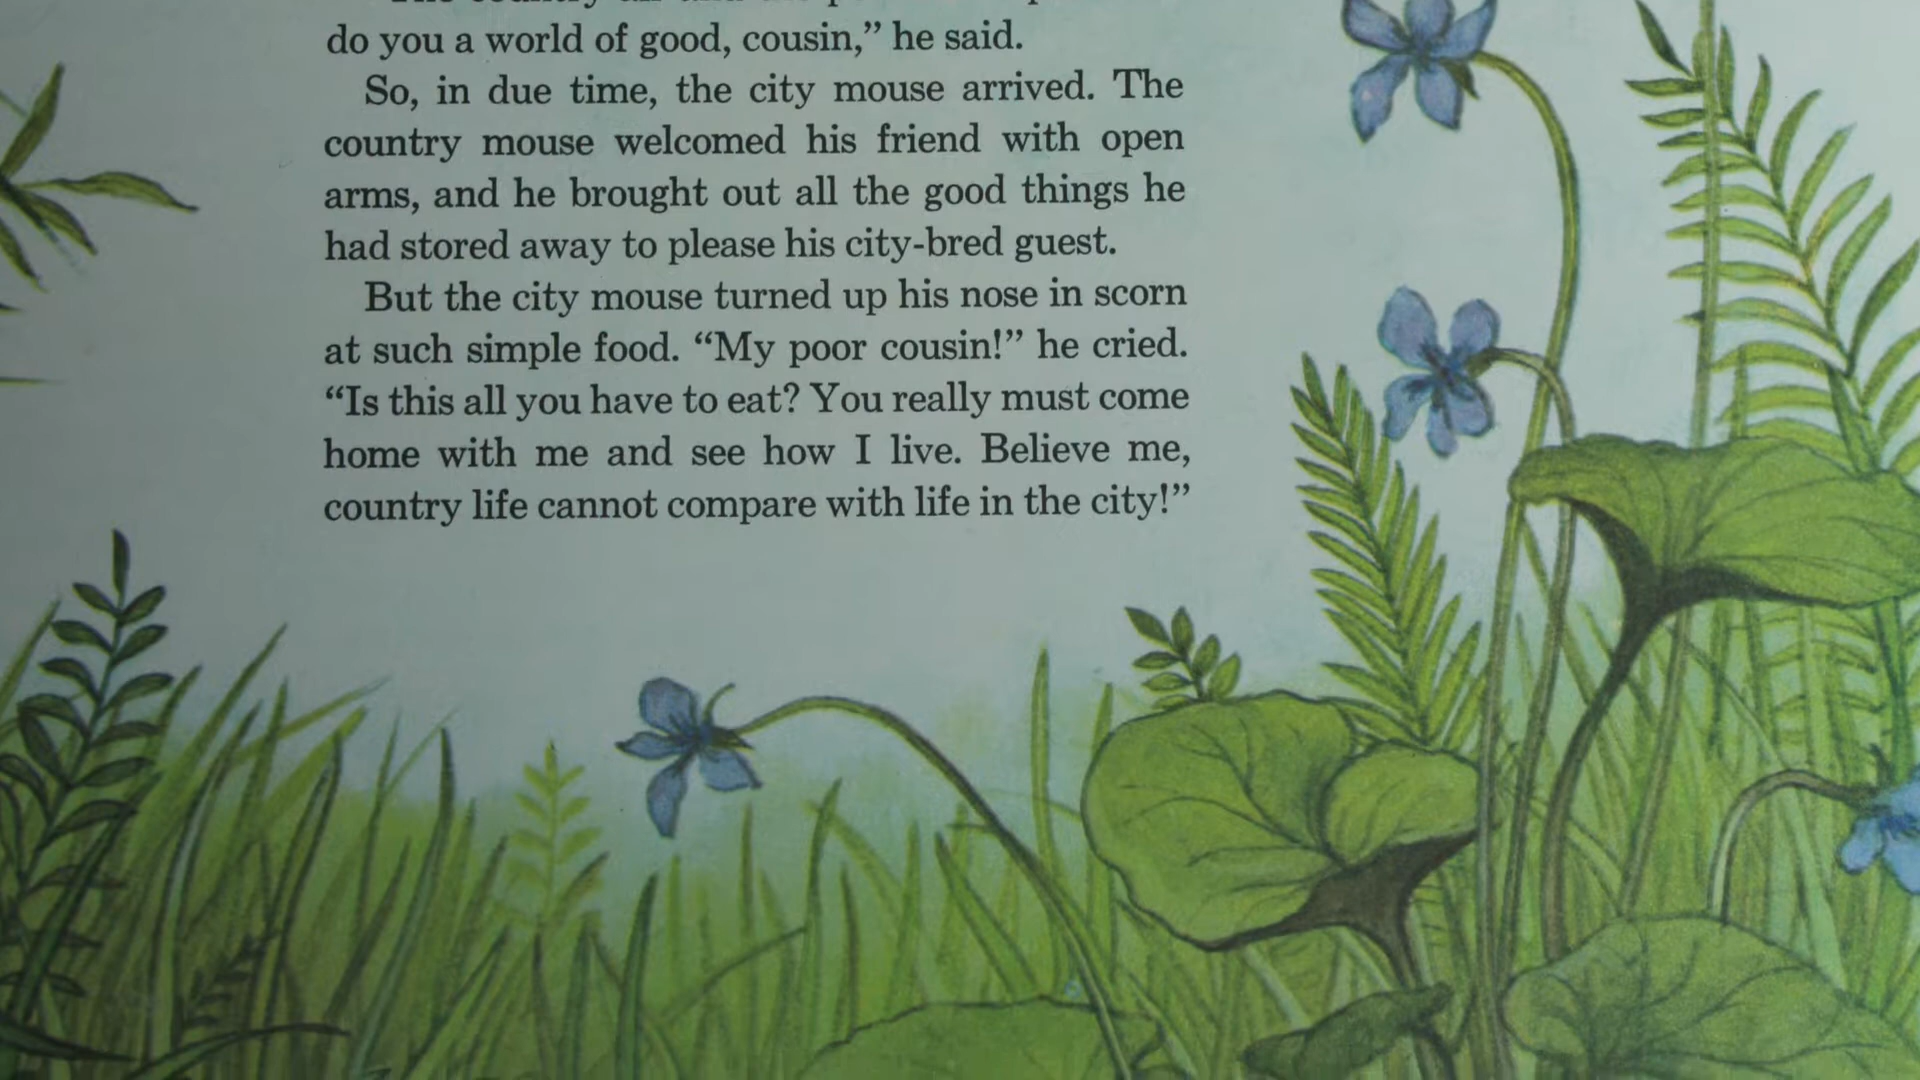 do you a world of good, cousin,” he said.
So, in due time, the city mouse arrived. The
country mouse welcomed his friend with open
arms, and he brought out all the good things he
had stored away to please his city-bred guest.
But the city mouse turned up his nose in scorn
at such simple food. “My poor cousin!” he cried.
“Is this all you have to eat? You really must come
home with me and see how I live. Believe me,
country life cannot compare with life in the city!”